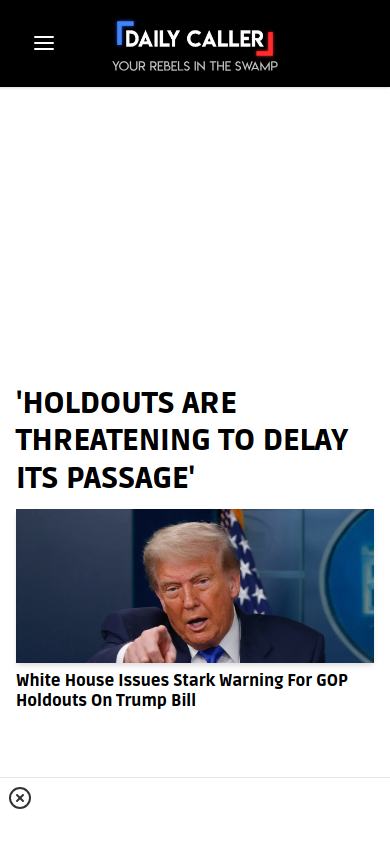 DAILY CALLER
YOUR REBELS IN THE SWAMP
'HOLDOUTS ARE
THREATENING TO DELAY
ITS PASSAGE'
White House Issues Stark Warning For GOP
Holdouts On Trump Bill